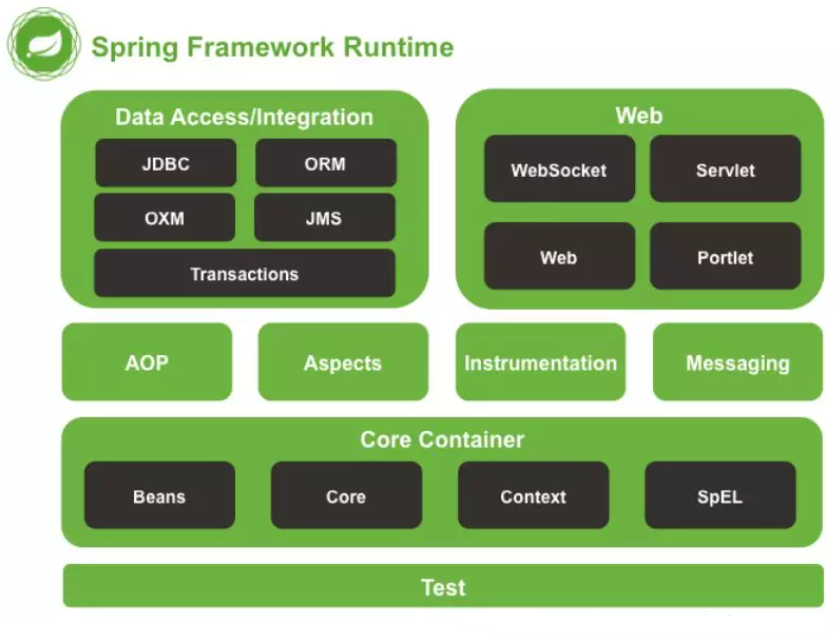 Spring Framework Runtime
Data Access/Integration
JDBC
ORM
OXM
JMS
Transactions
Web
WebSocket
Servlet
Web
Portlet
AOP
Aspects
Instrumentation
Messaging
Core Container
Beans
Core
Context
SpEL
Test